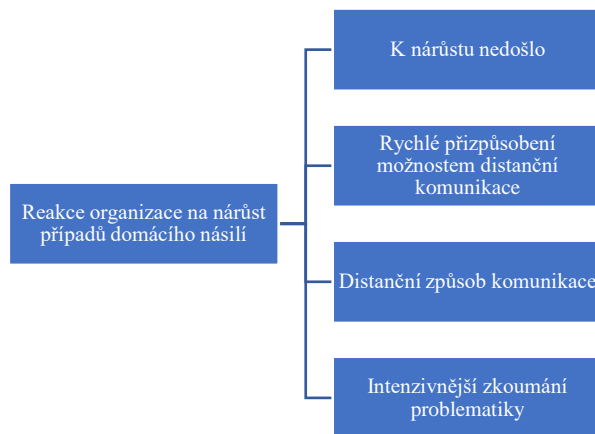 K nárůstu nedošlo
Rychlé přizpůsobení
možnostem distanční
komunikace
Reakce organizace na nárůst
případů domácího násilí
Distanční způsob komunikace
Intenzivnější zkoumání
problematiky